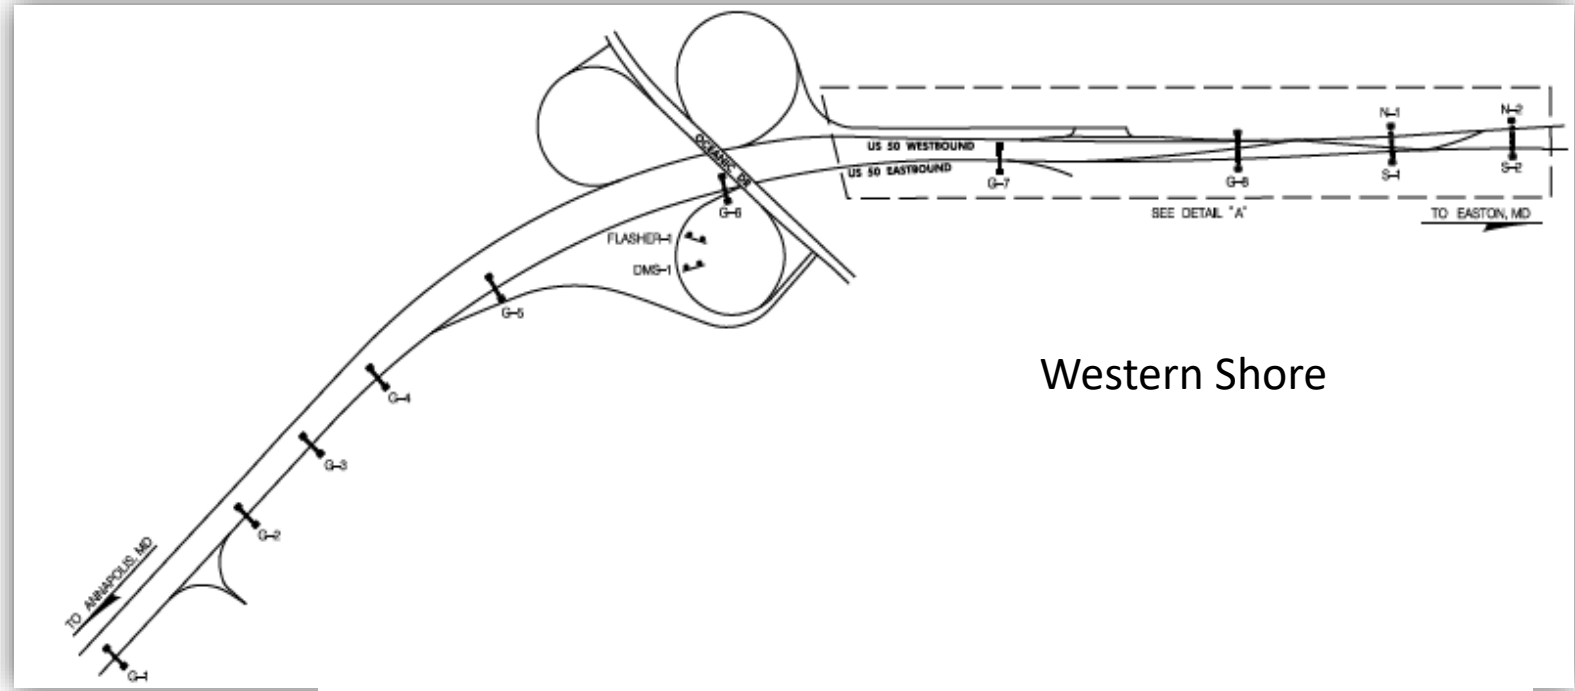 N-1
N-2
OCEANIC DR
US 50 WESTBOUND
US 50 EASTBOUND
G-7
G-8
S-1
S-2
SEE DETAIL "A"
TO EASTON, MD
G-6
FLASHER-1
DMS-1
G-5
Western Shore
G-4
G-3
G-2
TO ANNAPOLIS, MD
G-1